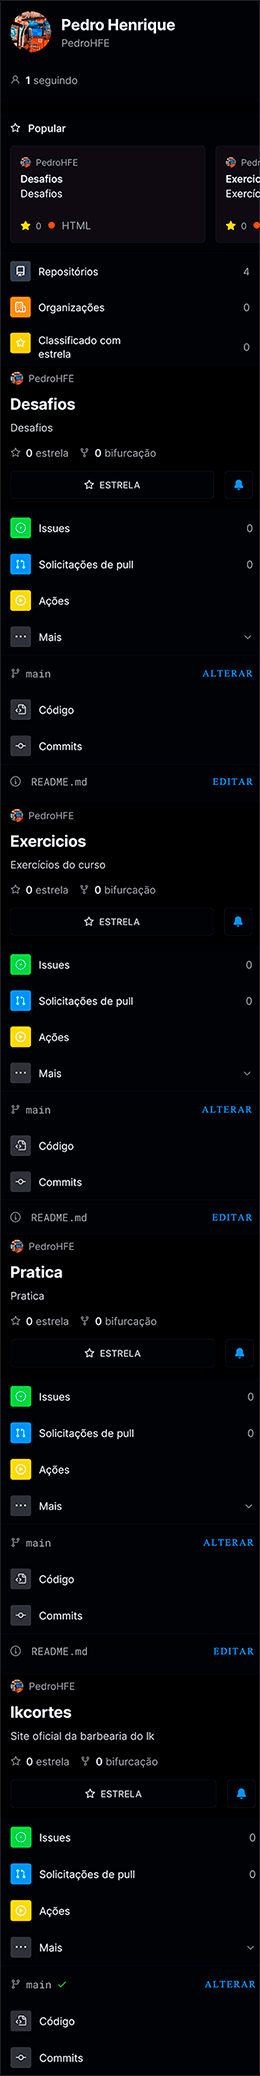 Pedro Henrique
PedroHFE
1 seguindo
Popular
PedroHFE
Desafios
Desafios
0 HTML
PedroH
Exercic
Exercíc
0
Repositórios 4
Organizações 0
Classificado com
estrela 0
PedroHFE
Desafios
Desafios
0 estrela 0 bifurcação
ESTRELA
Issues 0
Solicitações de pull 0
Ações
Mais
main ALTERAR
Código
Commits
README.md EDITAR
PedroHFE
Exercicios
Exercícios do curso
0 estrela 0 bifurcação
ESTRELA
Issues 0
Solicitações de pull 0
Ações
Mais
main ALTERAR
Código
Commits
README.md EDITAR
PedroHFE
Pratica
Pratica
0 estrela 0 bifurcação
ESTRELA
Issues 0
Solicitações de pull 0
Ações
Mais
main ALTERAR
Código
Commits
README.md EDITAR
PedroHFE
lkcortes
Site oficial da barbearia do lk
0 estrela 0 bifurcação
ESTRELA
Issues 0
Solicitações de pull 0
Ações
Mais
main ALTERAR
Código
Commits